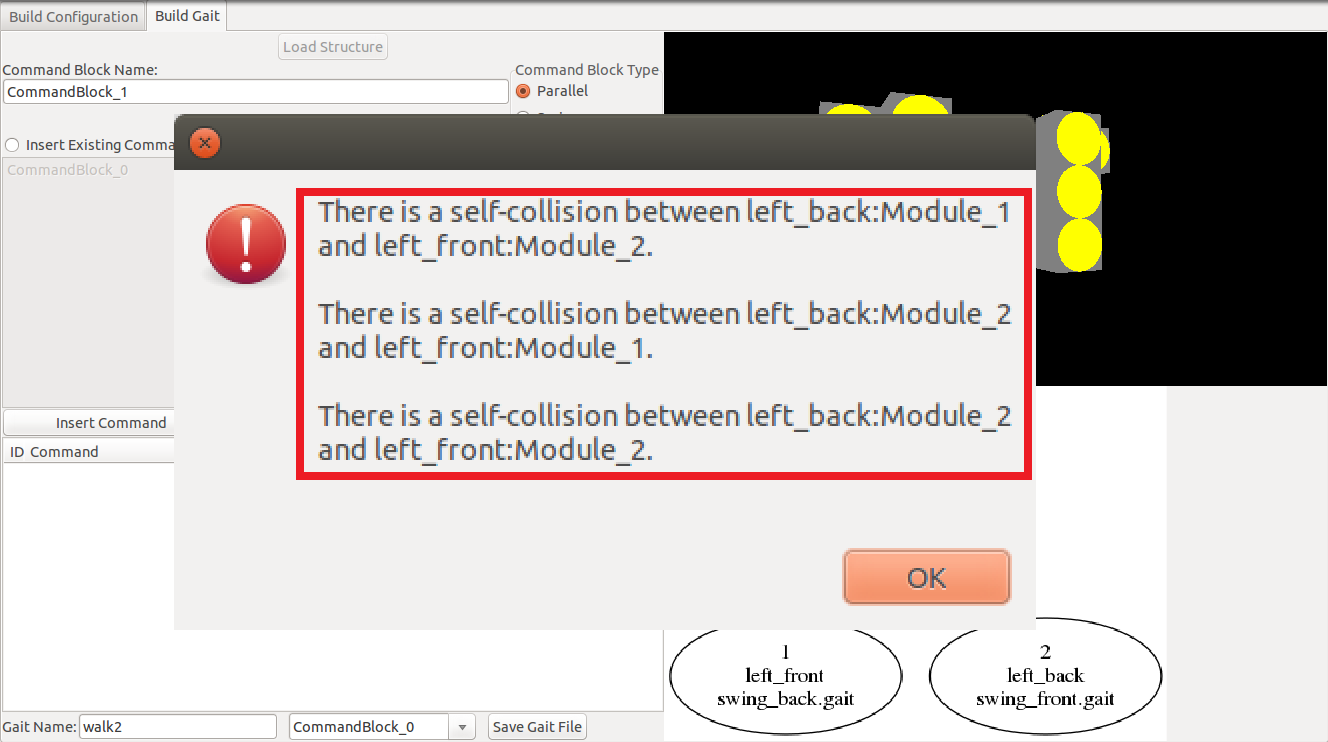 Build Configuration
Build Gait
Load Structure
Command Block Name:
Command Block Type
CommandBlock_1
Parallel
Insert Existing Comma
CommandBlock_0
There is a self-collision between left_back:Module_1
and left_front:Module_2.
There is a self-collision between left_back:Module_2
and left_front:Module_1.
There is a self-collision between left_back:Module_2
and left_front:Module_2.
OK
Insert Command
ID Command
1
left_front
swing_back.gait
2
left_back
swing_front.gait
Gait Name:
walk2
CommandBlock_0
Save Gait File